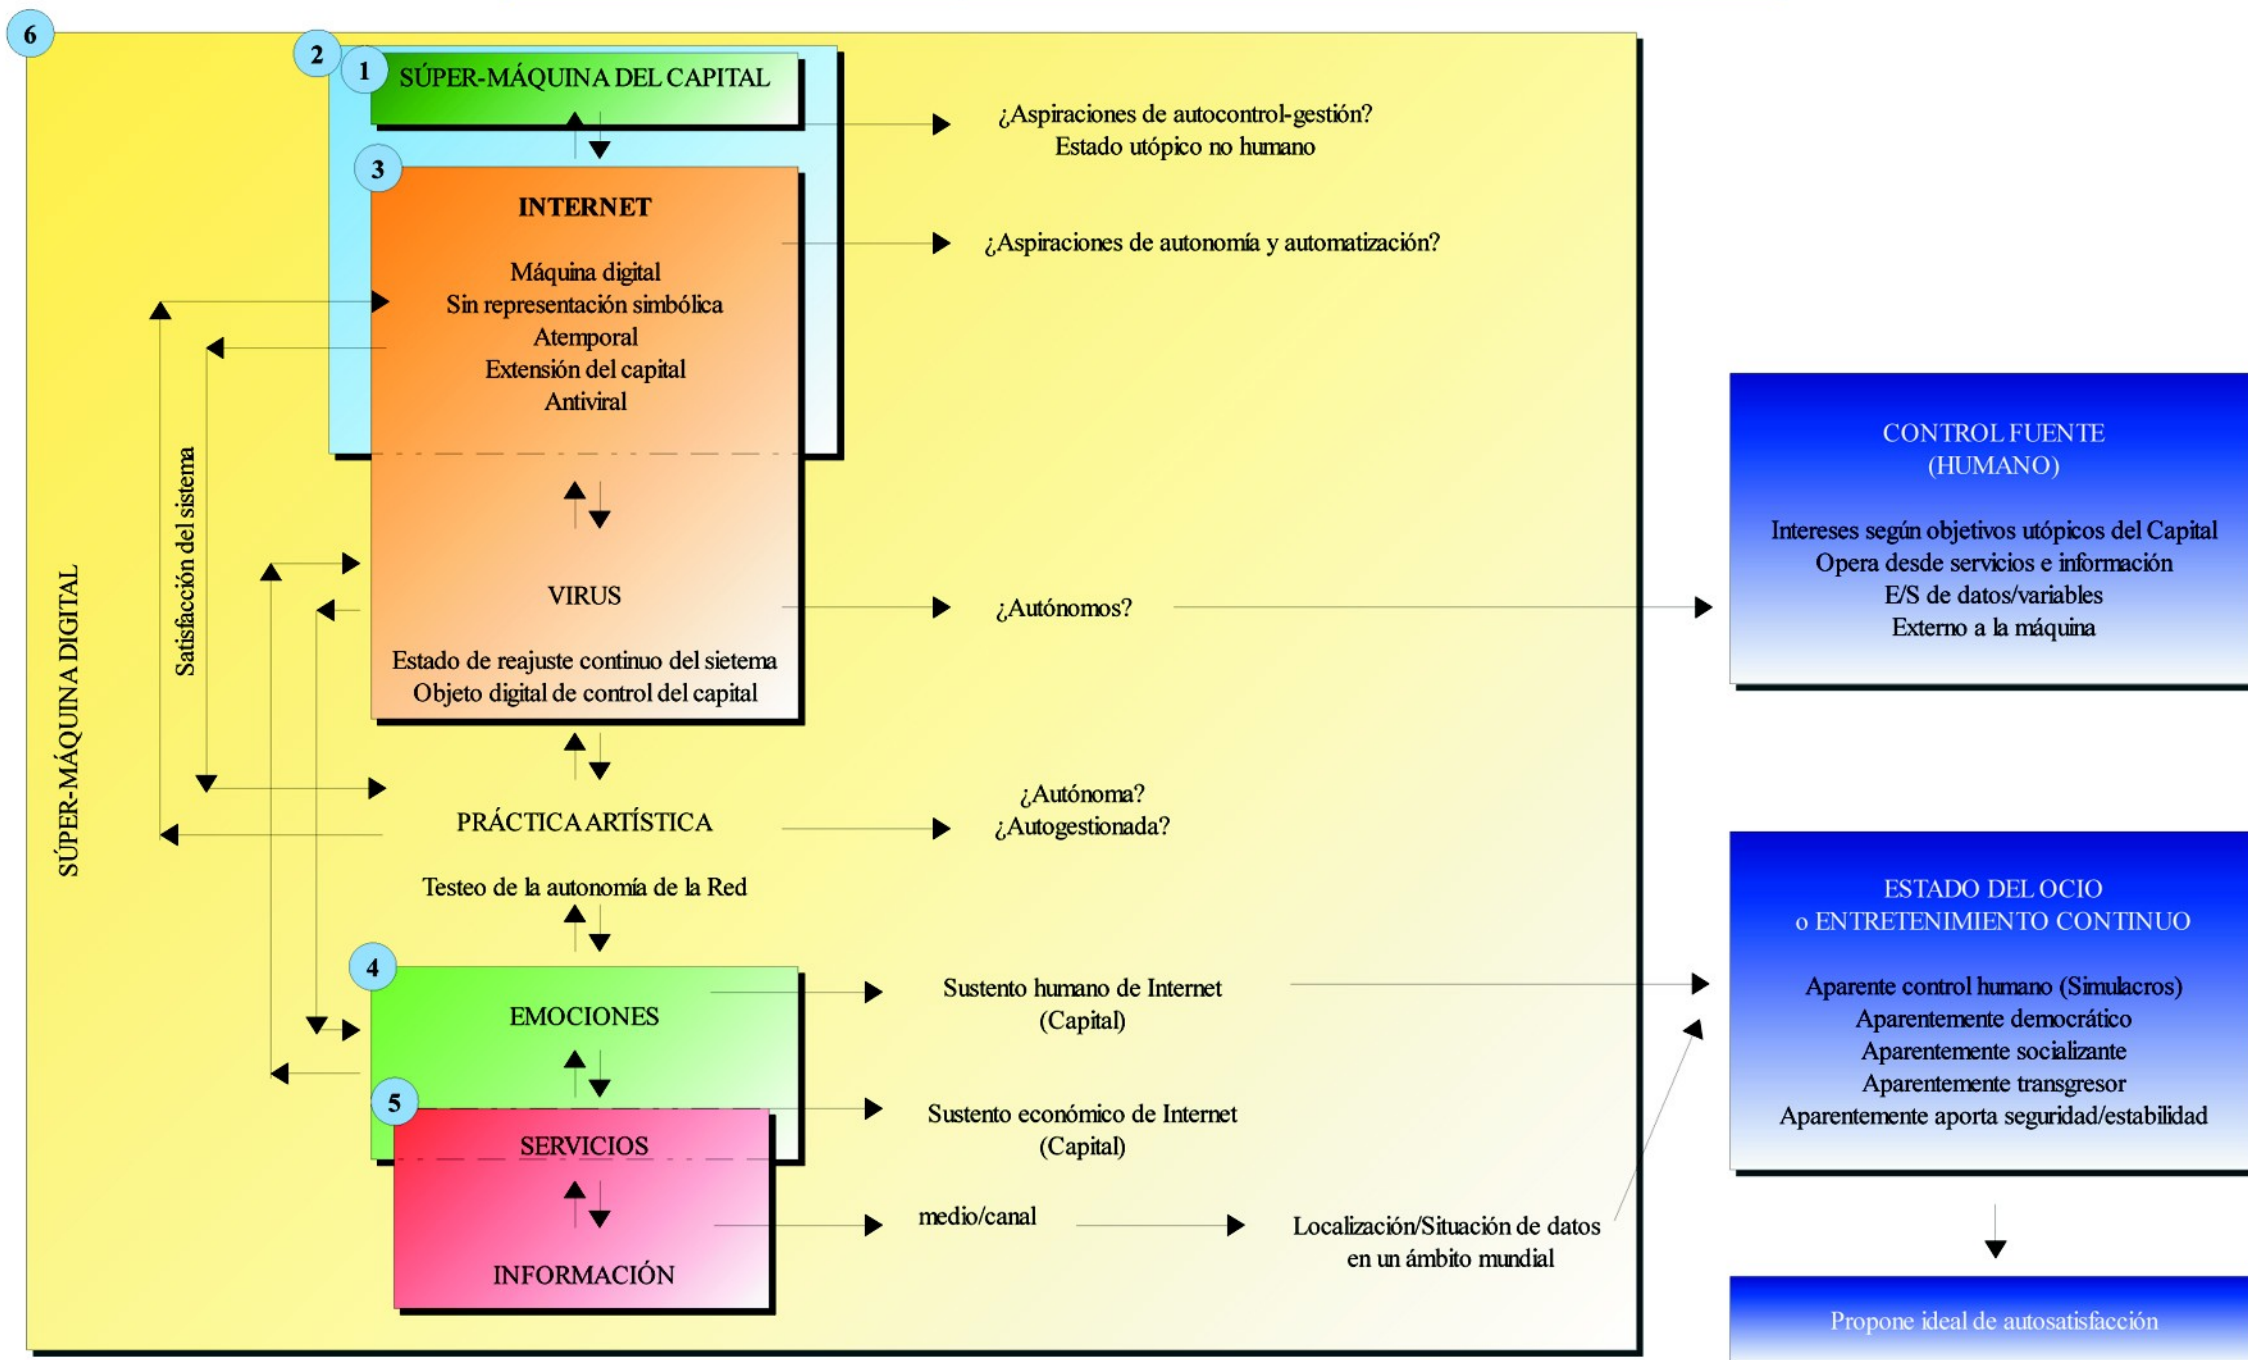 6
2
1
SÚPER-MÁQUINA DEL CAPITAL
¿Aspiraciones de autocontrol-gestión?
Estado utópico no humano
3
INTERNET
¿Aspiraciones de autonomía y automatización?
Máquina digital
Sin representación simbólica
Atemporal
Extensión del capital
Antiviral
Satisfacción del sistema
SÚPER-MÁQUINA DIGITAL
VIRUS
¿Autónomos?
Estado de reajuste continuo del sietema
Objeto digital de control del capital
CONTROL FUENTE
(HUMANO)
Intereses según objetivos utópicos del Capital
Opera desde servicios e información
E/S de datos/variables
Externo a la máquina
PRÁCTICA ARTÍSTICA
¿Autónoma?
¿Autogestionada?
Testeo de la autonomía de la Red
4
EMOCIONES
Sustento humano de Internet
(Capital)
5
SERVICIOS
Sustento económico de Internet
(Capital)
INFORMACIÓN
medio/canal
Localización/Situación de datos
en un ámbito mundial
ESTADO DEL OCIO
o ENTRETENIMIENTO CONTINUO
Aparente control humano (Simulacros)
Aparentemente democrático
Aparentemente socializante
Aparentemente transgresor
Aparentemente aporta seguridad/estabilidad
Propone ideal de autosatisfacción